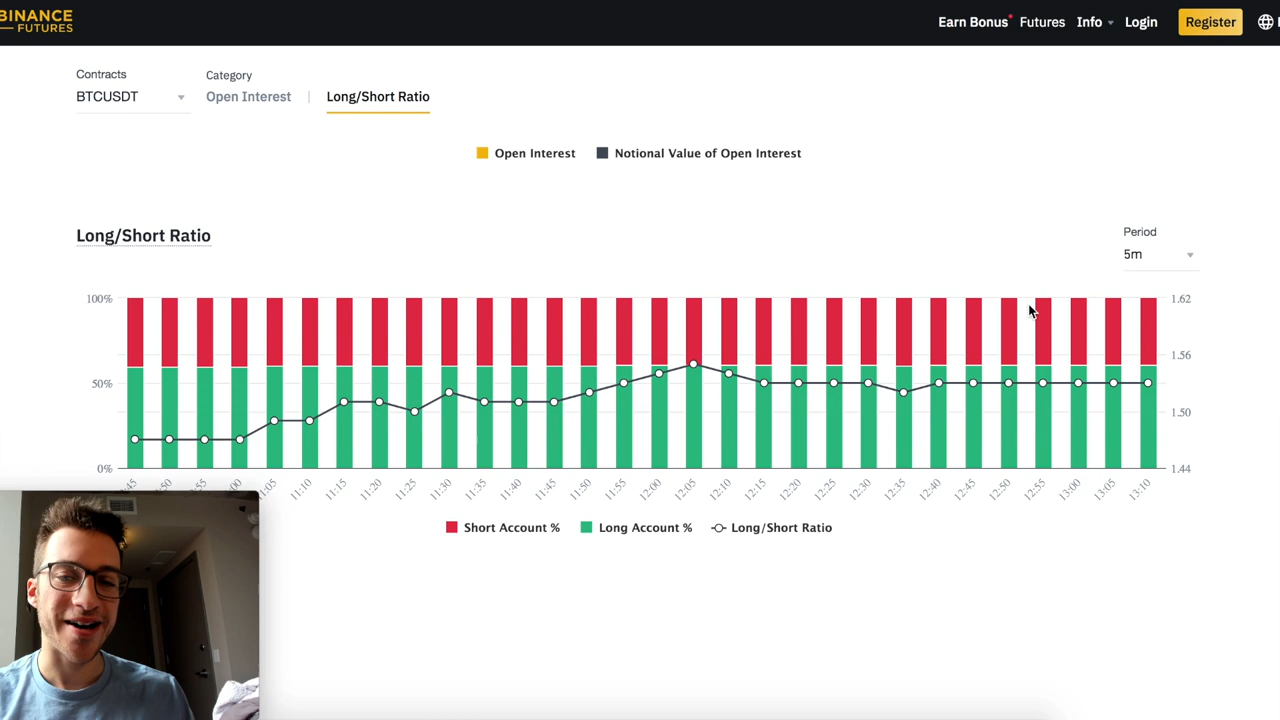 BINANCE
FUTURES
Earn Bonus Futures Info Login Register
Contracts
Category
BTCUSDT
Open Interest | Long/Short Ratio
Open Interest Notional Value of Open Interest
Long/Short Ratio
Period
5m
100%
50%
0%
1.62
1.56
1.50
1.44
:45 :50 :55 :00 :05 11:10 11:15 11:20 11:25 11:30 11:35 11:40 11:45 11:50 11:55 12:00 12:05 12:10 12:15 12:20 12:25 12:30 12:35 12:40 12:45 12:50 12:55 13:00 13:05 13:10
Short Account % Long Account % Long/Short Ratio